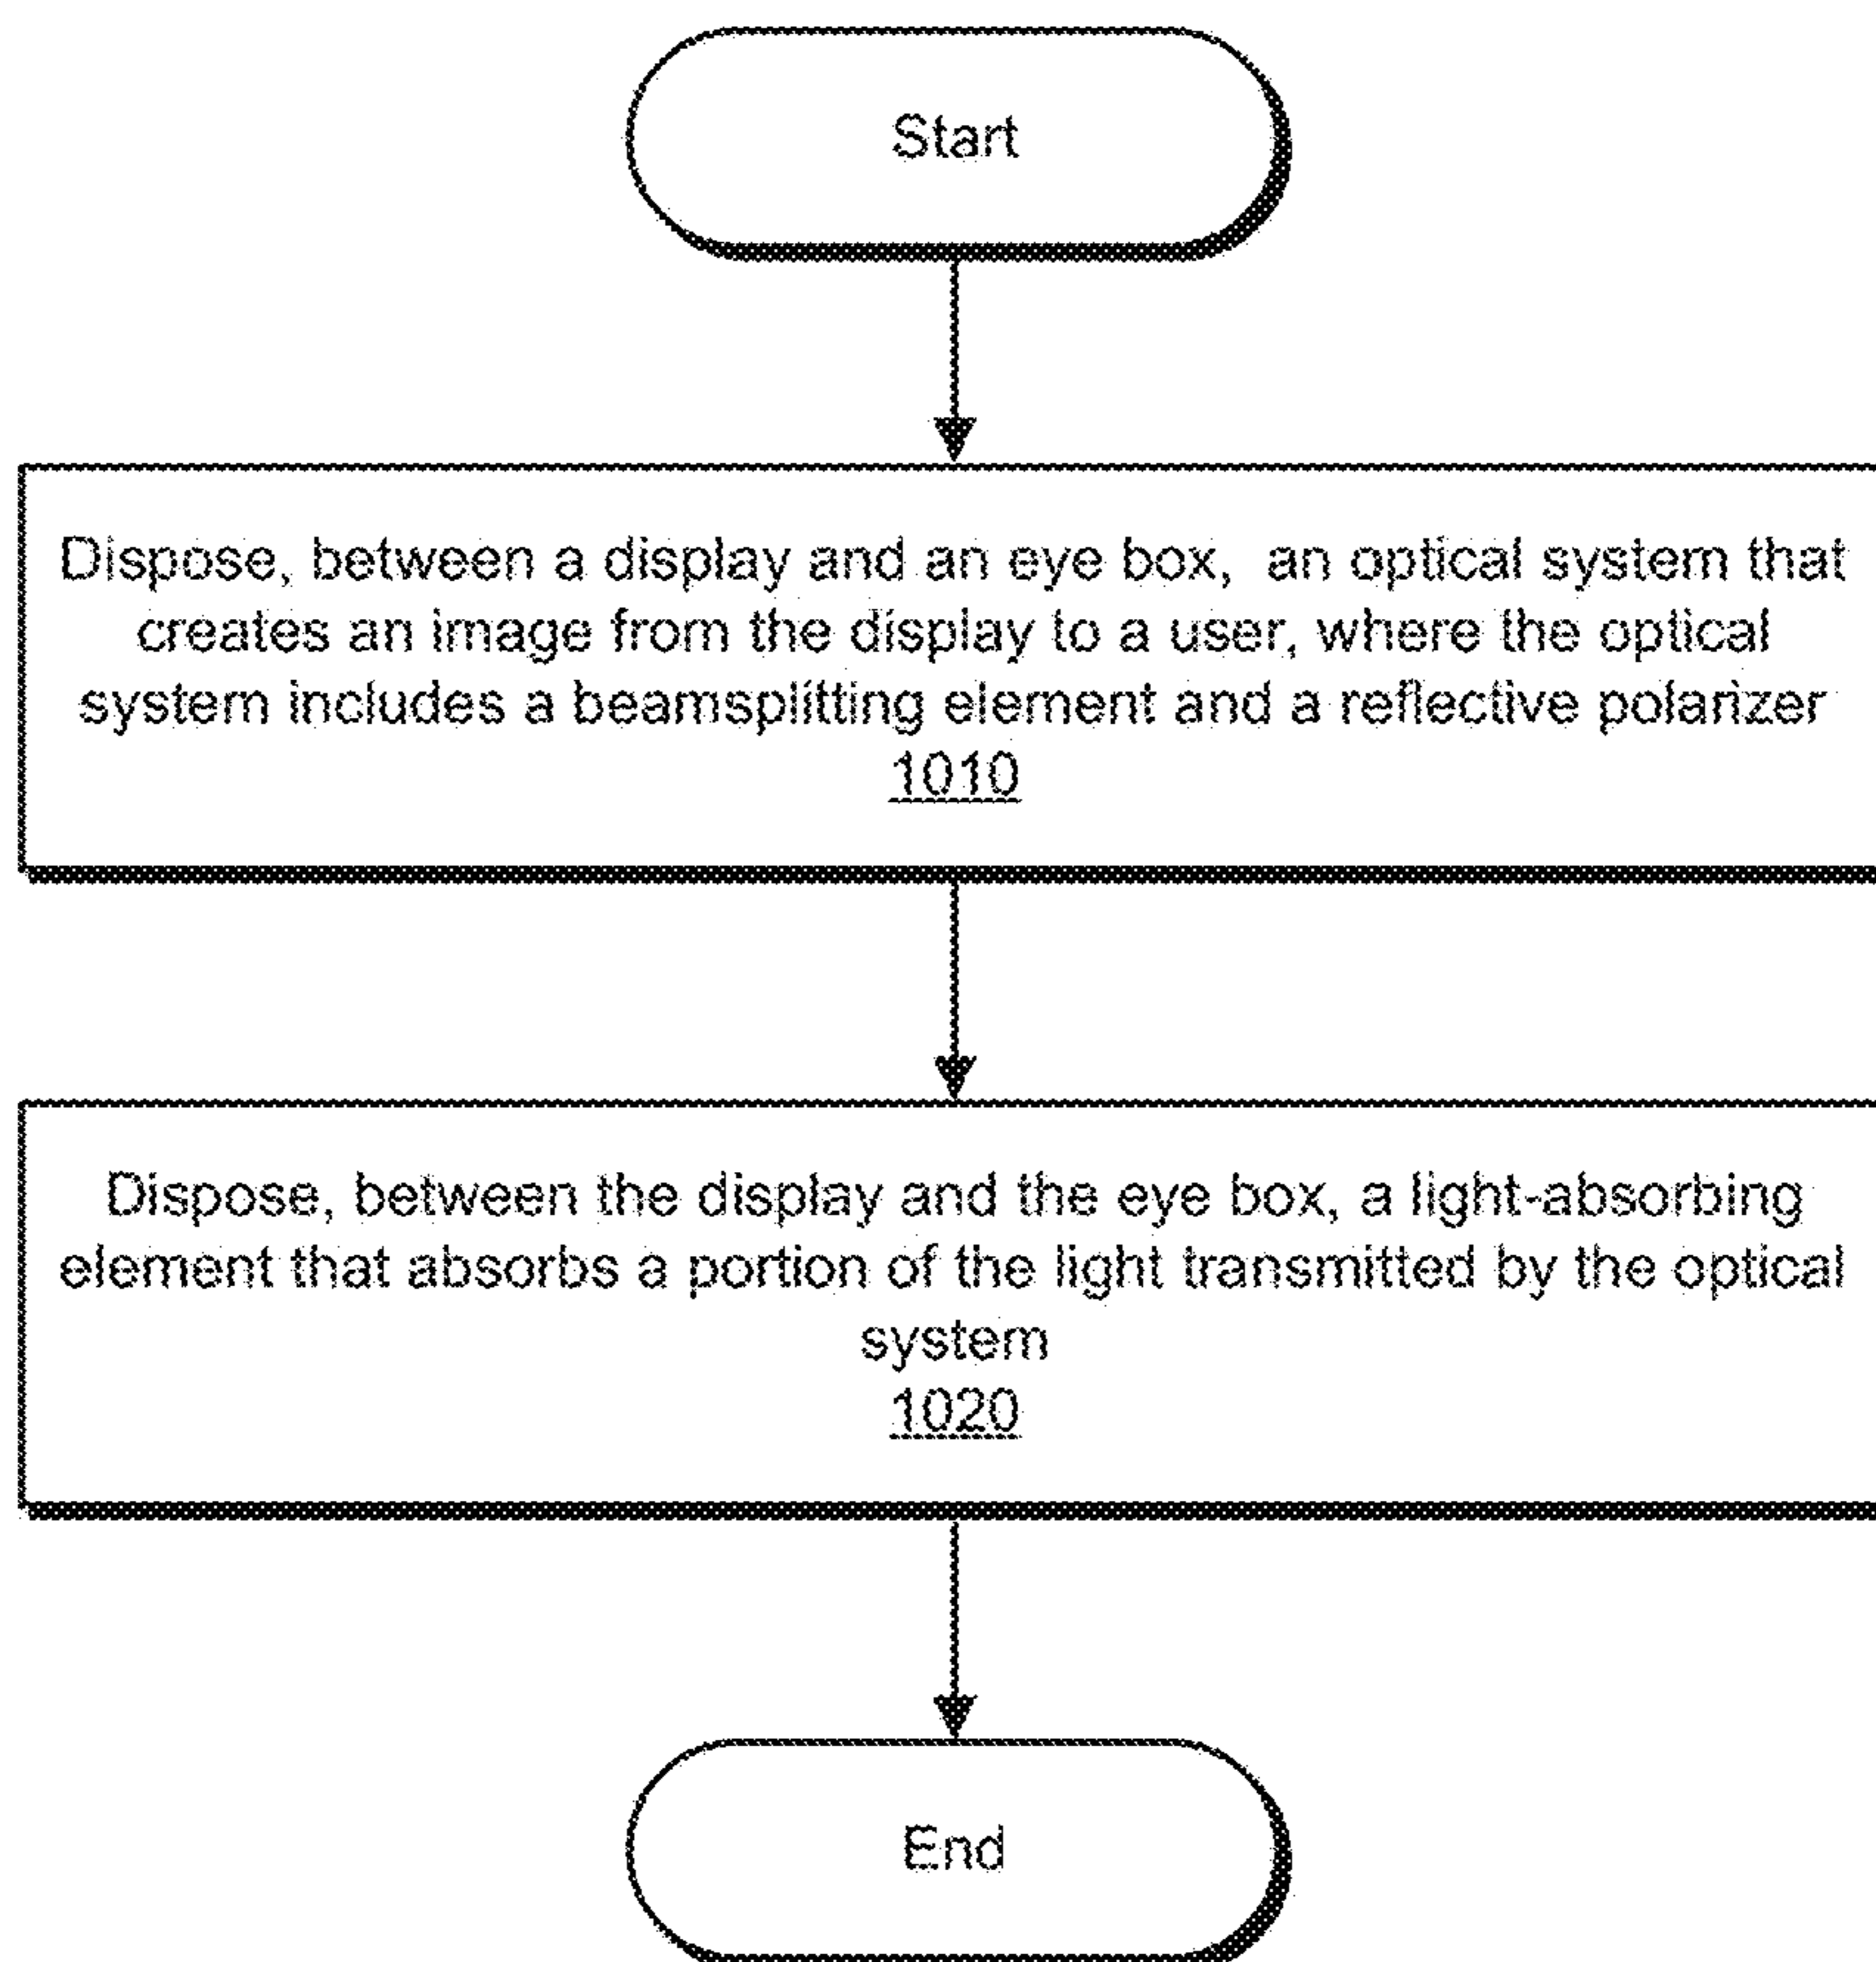 Start
Dispose, between a display and an eye box, an optical system that
creates an image from the display to a user, where the optical
system includes a beamsplitting element and a reflective polarizer
1010
Dispose, between the display and the eye box, a light-absorbing
element that absorbs a portion of the light transmitted by the optical
system
1020
End